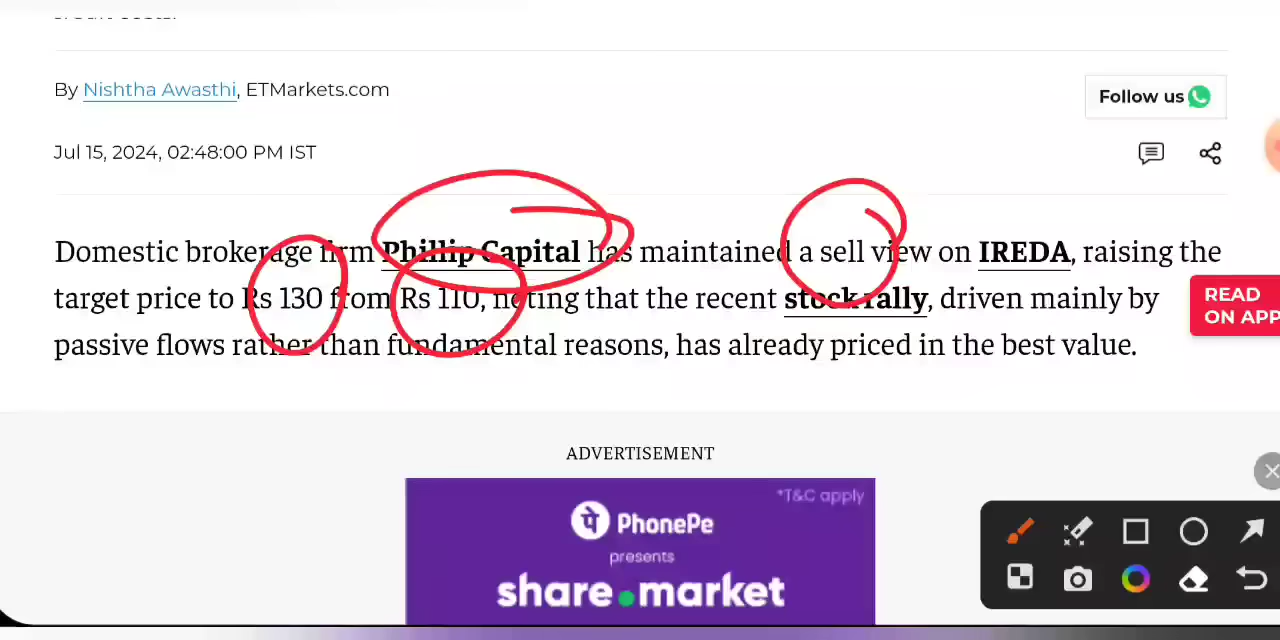 By Nishtha Awasthi, ETMarkets.com
Follow us
Jul 15, 2024, 02:48:00 PM IST
Domestic brokerage firm Phillip Capital has maintained a sell view on IREDA, raising the
target price to Rs 130 from Rs 110, noting that the recent stock rally, driven mainly by
passive flows rather than fundamental reasons, has already priced in the best value.
READ
ON APP
ADVERTISEMENT
*T&C apply
पे PhonePe
presents
share.market